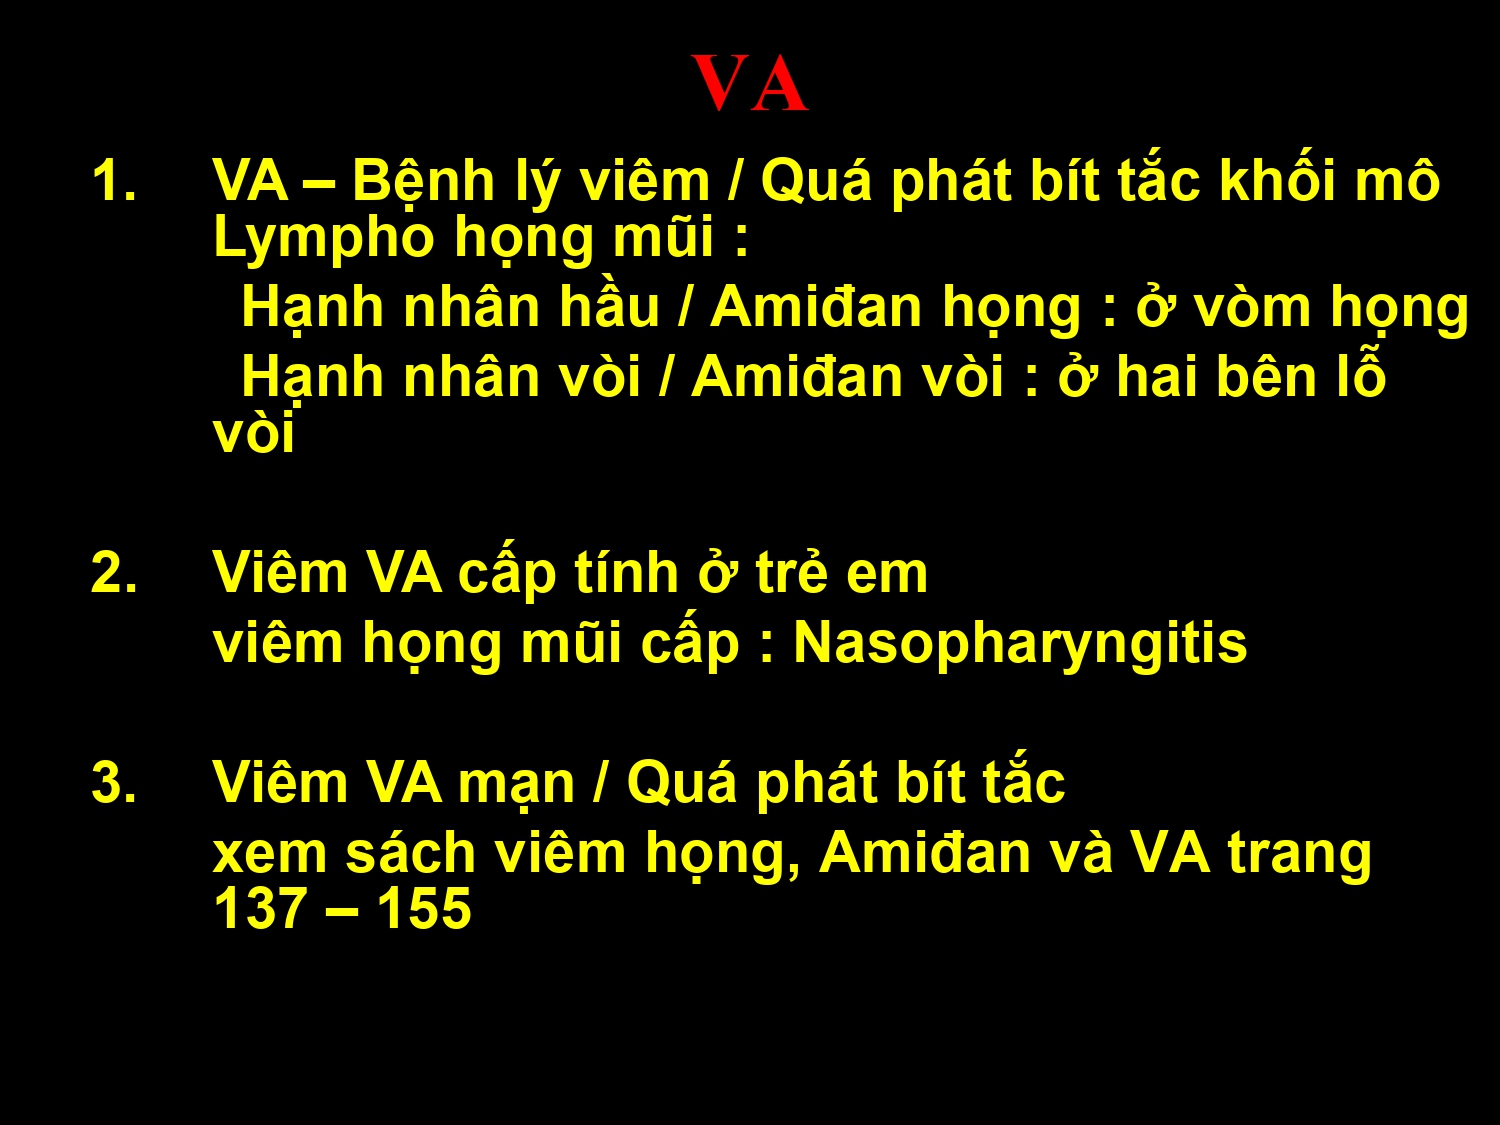 VA
1. VA – Bệnh lý viêm / Quá phát bít tắc khối mô
Lympho họng mũi :
Hạnh nhân hầu / Amiđan họng : ở vòm họng
Hạnh nhân vòi / Amiđan vòi : ở hai bên lỗ
vòi
2. Viêm VA cấp tính ở trẻ em
viêm họng mũi cấp : Nasopharyngitis
3. Viêm VA mạn / Quá phát bít tắc
xem sách viêm họng, Amiđan và VA trang
137 – 155